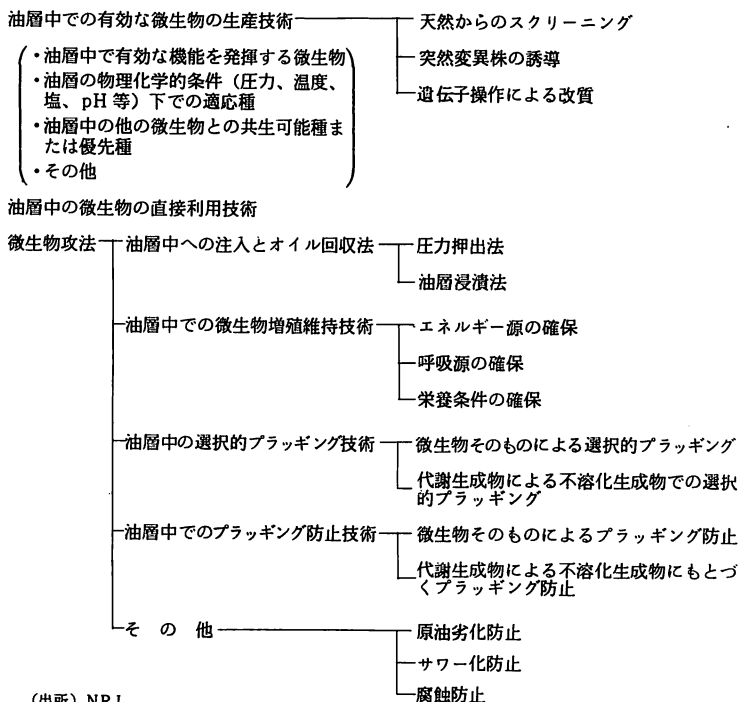 油層中での有効な微生物の生産技術 天然からのスクリーニング
・油層中で有効な機能を発揮する微生物 突然変異株の誘導
・油層の物理化学的条件（圧力、温度、
塩、pH 等）下での適応種 遺伝子操作による改質
・油層中の他の微生物との共生可能種ま
たは優先種
・その他
油層中の微生物の直接利用技術
微生物攻法 油層中への注入とオイル回収法 圧力押出法
油層浸漬法
油層中での微生物増殖維持技術 エネルギー源の確保
呼吸源の確保
栄養条件の確保
油層中の選択的プラッギング技術 微生物そのものによる選択的プラッギング
代謝生成物による不溶化生成物での選択
的プラッギング
油層中でのプラッギング防止技術 微生物そのものによるプラッギング防止
代謝生成物による不溶化生成物にもとづ
くプラッギング防止
その他 原油劣化防止
サワー化防止
腐蝕防止
（出所）NRI